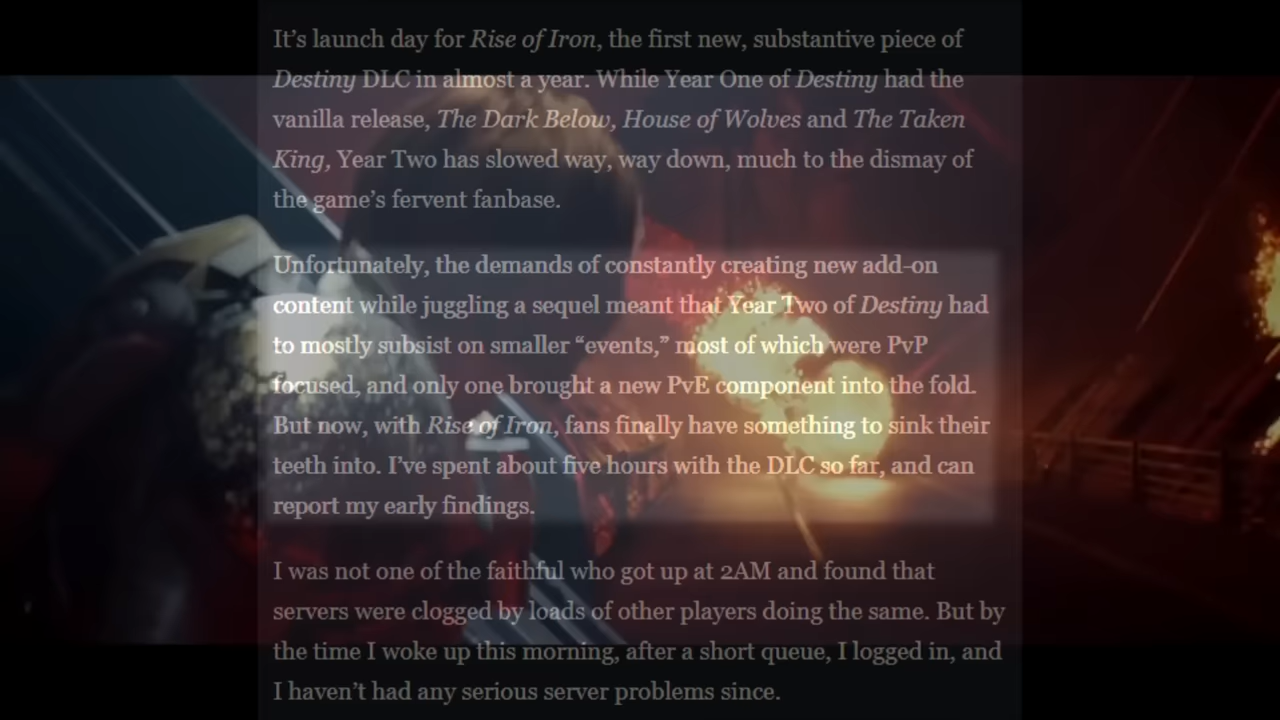 It’s launch day for Rise of Iron, the first new, substantive piece of
Destiny DLC in almost a year. While Year One of Destiny had the
vanilla release, The Dark Below, House of Wolves and The Taken
King, Year Two has slowed way, way down, much to the dismay of
the game’s fervent fanbase.
Unfortunately, the demands of constantly creating new add-on
content while juggling a sequel meant that Year Two of Destiny had
to mostly subsist on smaller “events,” most of which were PvP
focused, and only one brought a new PvE component into the fold.
But now, with Rise of Iron, fans finally have something to sink their
teeth into. I’ve spent about five hours with the DLC so far, and can
report my early findings.
I was not one of the faithful who got up at 2AM and found that
servers were clogged by loads of other players doing the same. But by
the time I woke up this morning, after a short queue, I logged in, and
I haven’t had any serious server problems since.